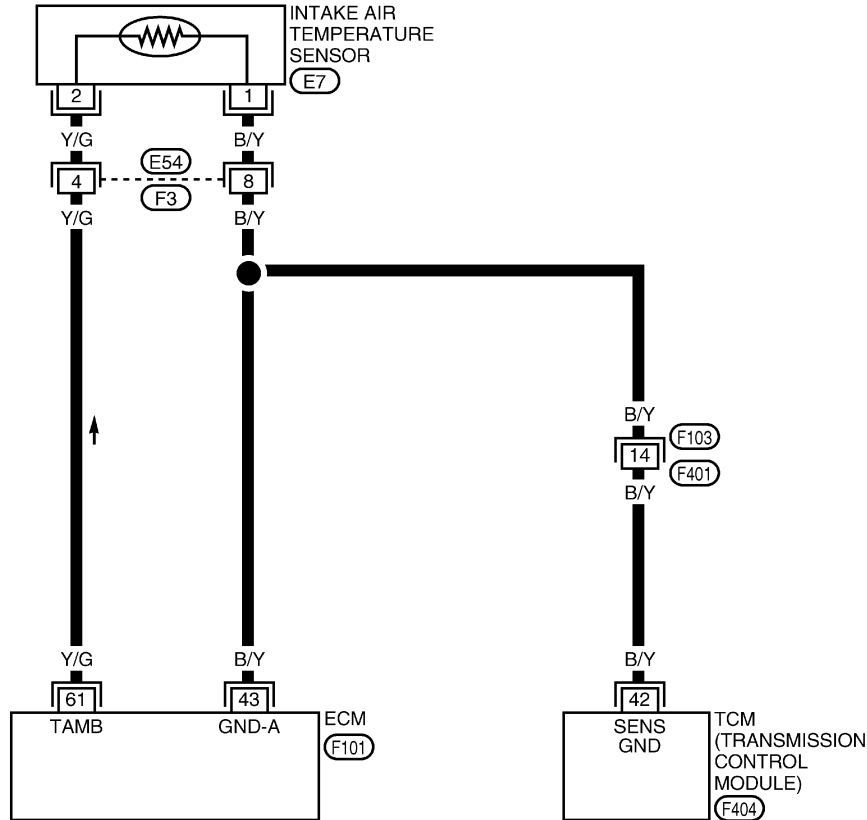 INTAKE AIR
TEMPERATURE
SENSOR
E7
2
1
Y/G
B/Y
E54
4
8
F3
Y/G
B/Y
B/Y
F103
14
F401
B/Y
Y/G
B/Y
B/Y
61
43
42
TAMB
GND-A
ECM
F101
SENS
GND
TCM
(TRANSMISSION
CONTROL
MODULE)
F404